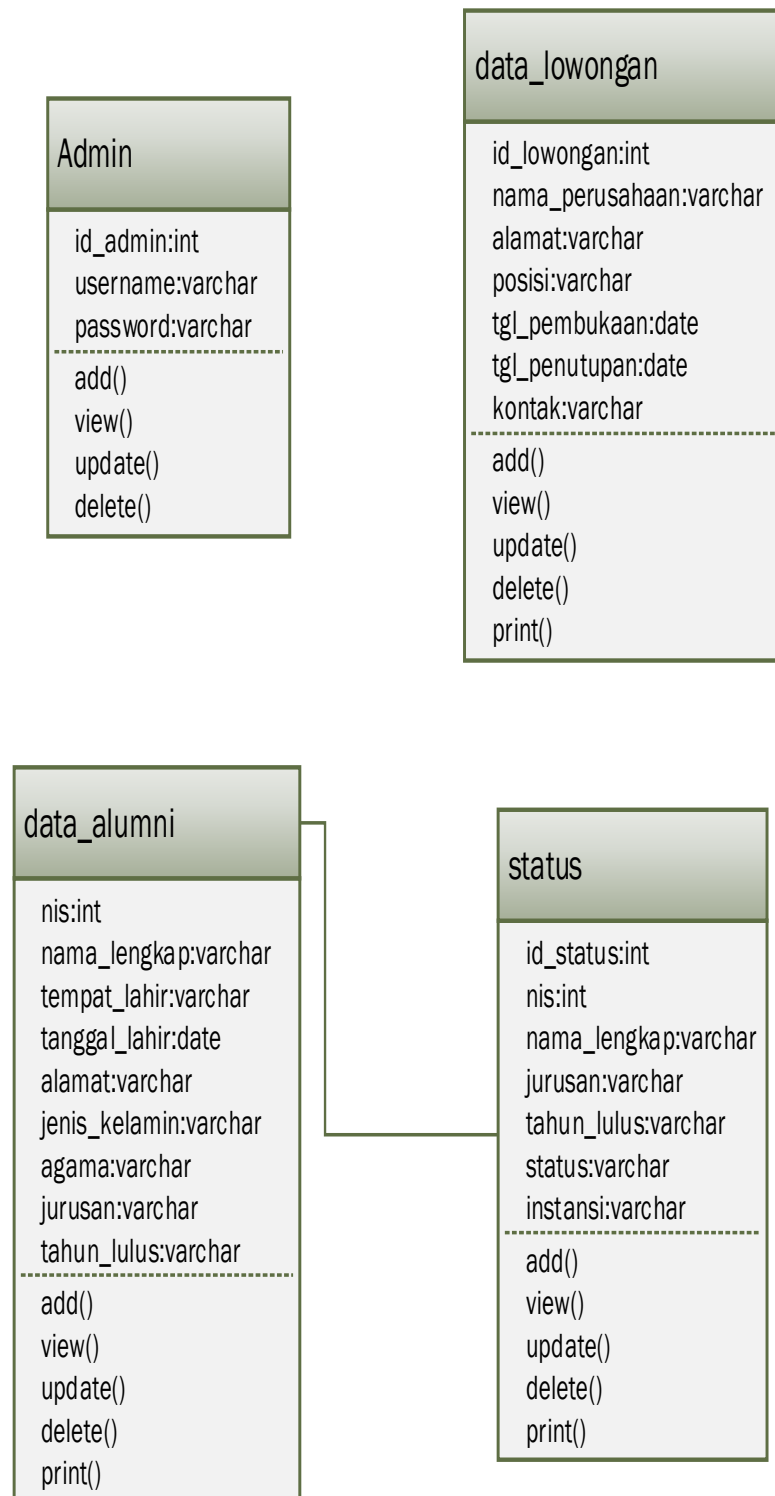 Admin
id_admin:int
username:varchar
password:varchar
add()
view()
update()
delete()
data_lowongan
id_lowongan:int
nama_perusahaan:varchar
alamat:varchar
posisi:varchar
tgl_pembukaan:date
tgl_penutupan:date
kontak:varchar
add()
view()
update()
delete()
print()
data_alumni
nis:int
nama_lengkap:varchar
tempat_lahir:varchar
tanggal_lahir:date
alamat:varchar
jenis_kelamin:varchar
agama:varchar
jurusan:varchar
tahun_lulus:varchar
add()
view()
update()
delete()
print()
status
id_status:int
nis:int
nama_lengkap:varchar
jurusan:varchar
tahun_lulus:varchar
status:varchar
instansi:varchar
add()
view()
update()
delete()
print()